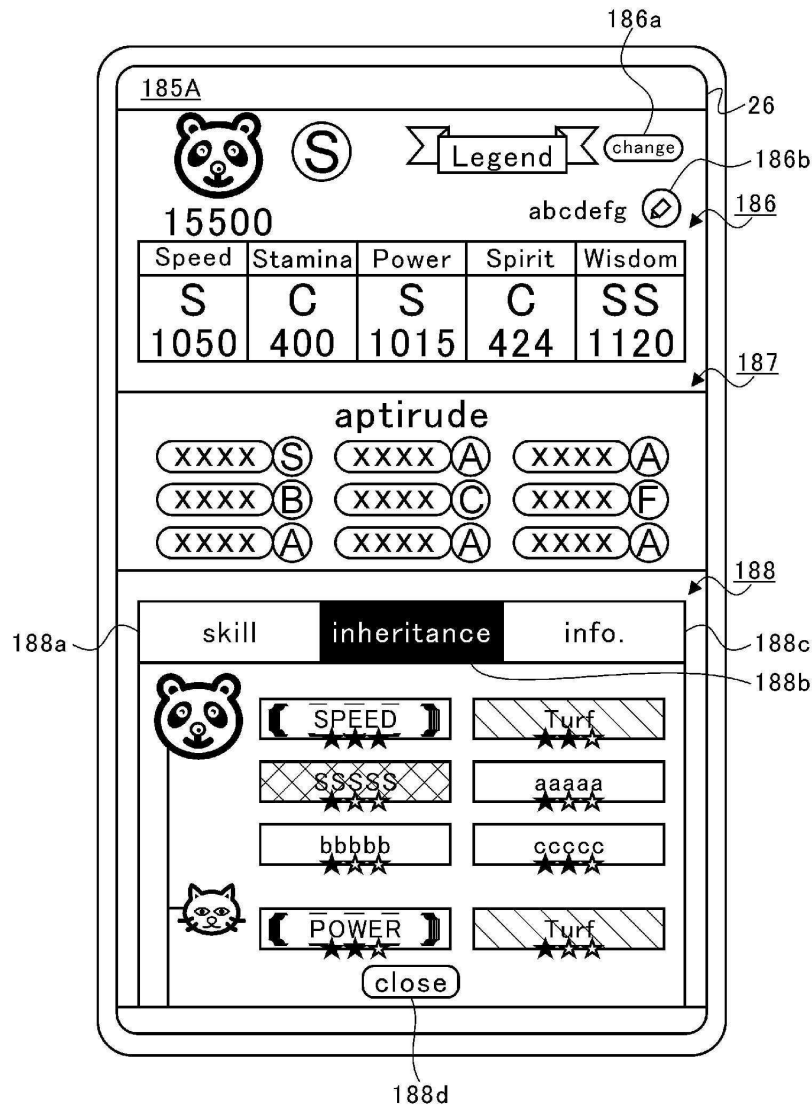 186a
185A
26
S
Legend
change
186b
15500
abcdefg
186
Speed Stamina Power Spirit Wisdom
S C S C SS
1050 400 1015 424 1120
187
aptirude
xxxx S xxxx A xxxx A
xxxx B xxxx C xxxx F
xxxx A xxxx A xxxx A
188
188a
skill inheritance info.
188c
188b
SPEED Turf
★★★ ★★☆
SSSSS aaaaa
★☆☆ ★☆☆
bbbbb ccccc
★☆☆ ★★☆
POWER Turf
★★☆ ★☆☆
close
188d